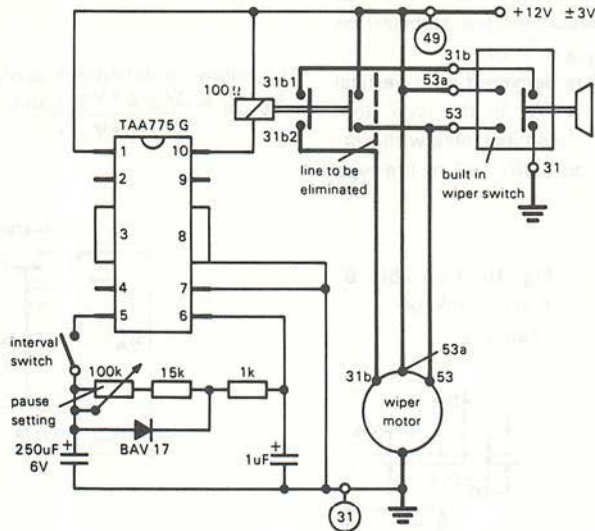 +12V ±3V
49
31b
31b1
53a
100Ω
53
TAA775 G
31b2
1 10
31
2 9
line to be
eliminated
built in
wiper switch
3 8
4 7
5 6
interval
switch
53a
100k 15k 1k
31b 53
pause
setting
wiper
motor
250uF
6V
BAV 17
1uF
31